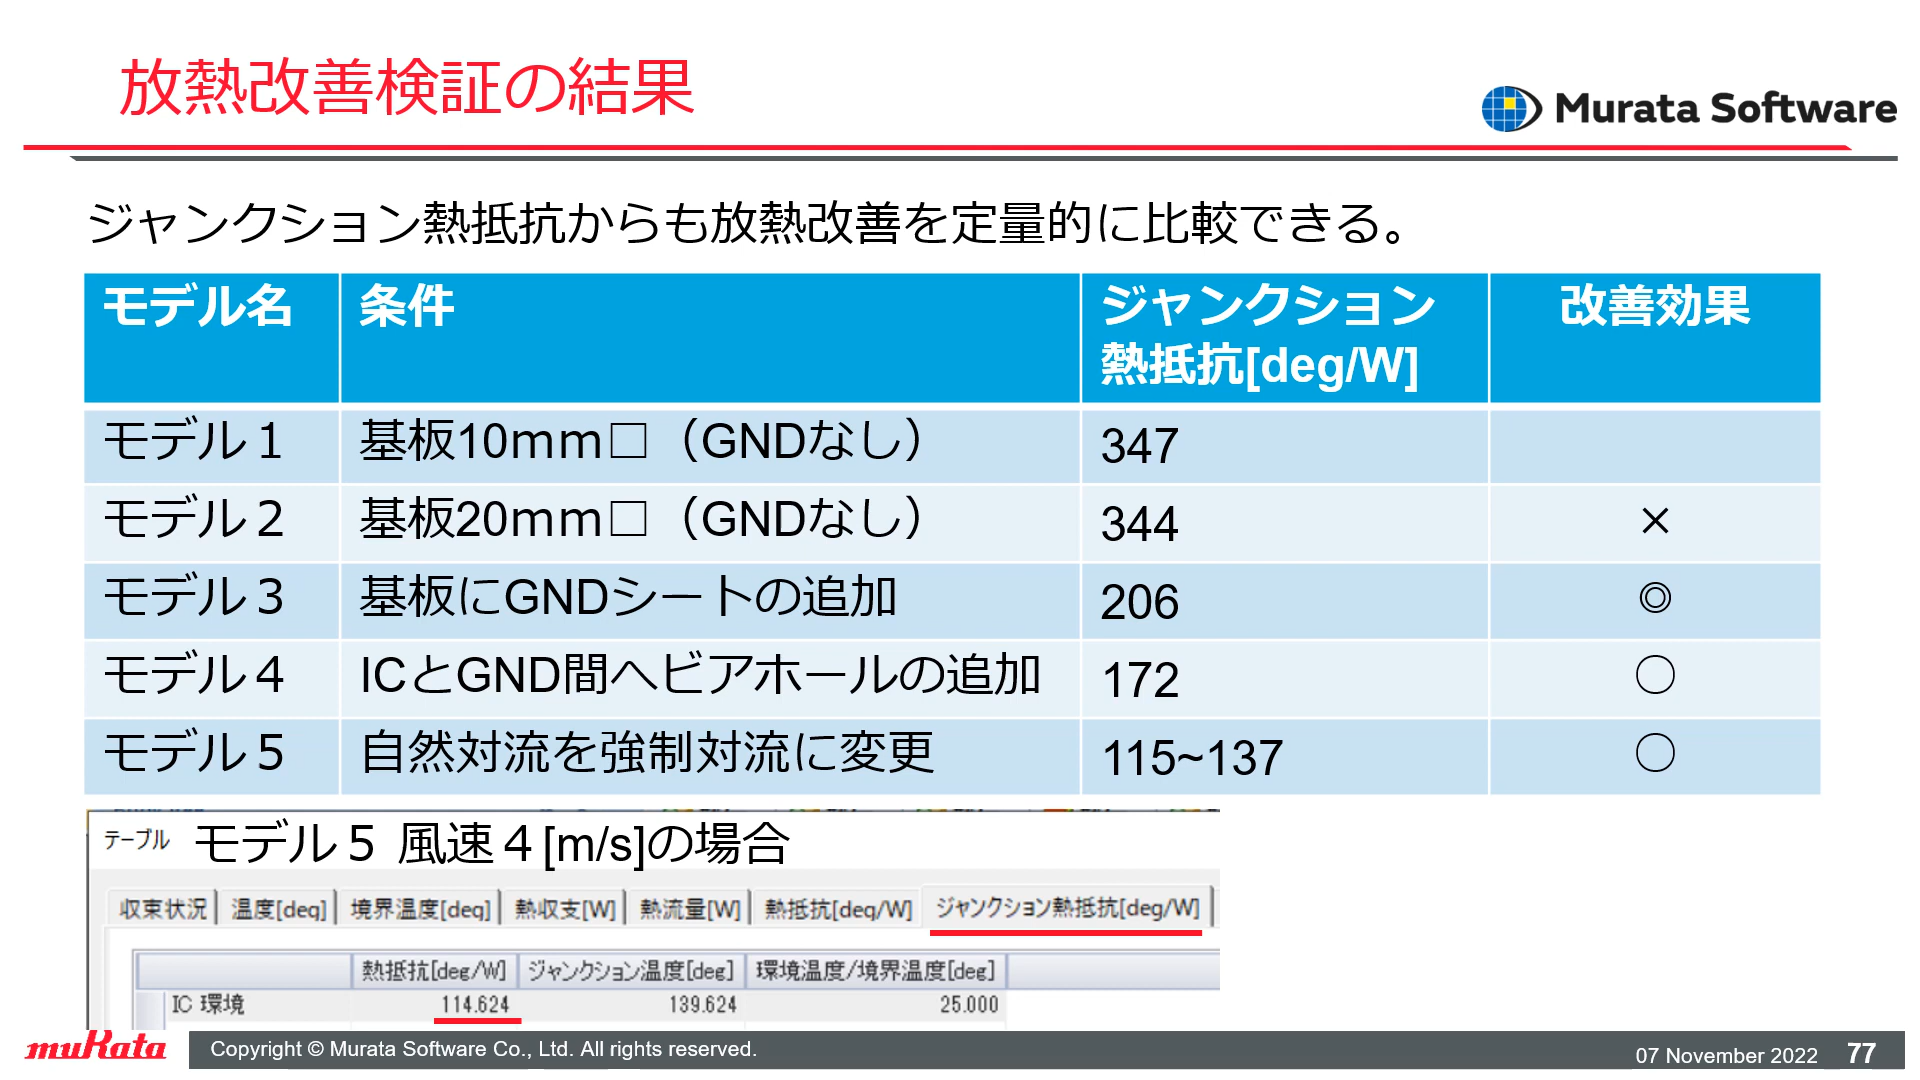 放熱改善検証の結果
Murata Software
ジャンクション熱抵抗からも放熱改善を定量的に比較できる。
モデル名 条件 ジャンクション熱抵抗[deg/W] 改善効果
モデル１ 基板10ｍｍ□（GNDなし） 347
モデル２ 基板20ｍｍ□（GNDなし） 344 ×
モデル３ 基板にGNDシートの追加 206 ◎
モデル４ ICとGND間へビアホールの追加 172 〇
モデル５ 自然対流を強制対流に変更 115~137 〇
テーブル モデル５ 風速４[m/s]の場合
収束状況 温度[deg] 境界温度[deg] 熱収支[W] 熱流量[W] 熱抵抗[deg/W] ジャンクション熱抵抗[deg/W]
熱抵抗[deg/W] ジャンクション温度[deg] 環境温度/境界温度[deg]
IC 環境 114.624 139.624 25.000
muRata Copyright © Murata Software Co., Ltd. All rights reserved. 07 November 2022 77